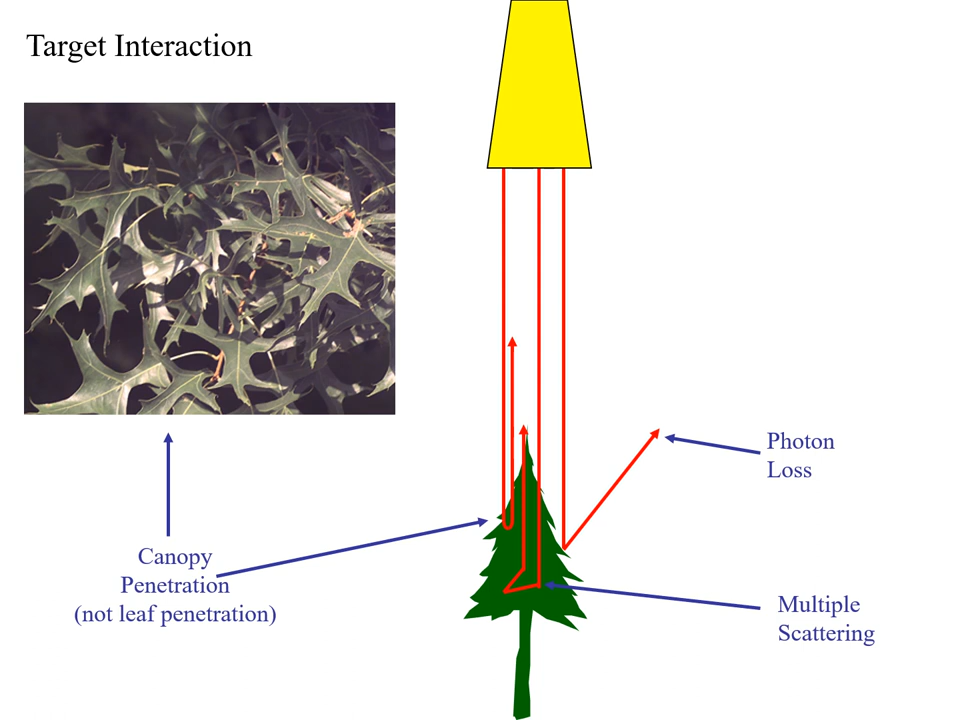 Target Interaction
Photon
Loss
Canopy
Penetration
(not leaf penetration)
Multiple
Scattering